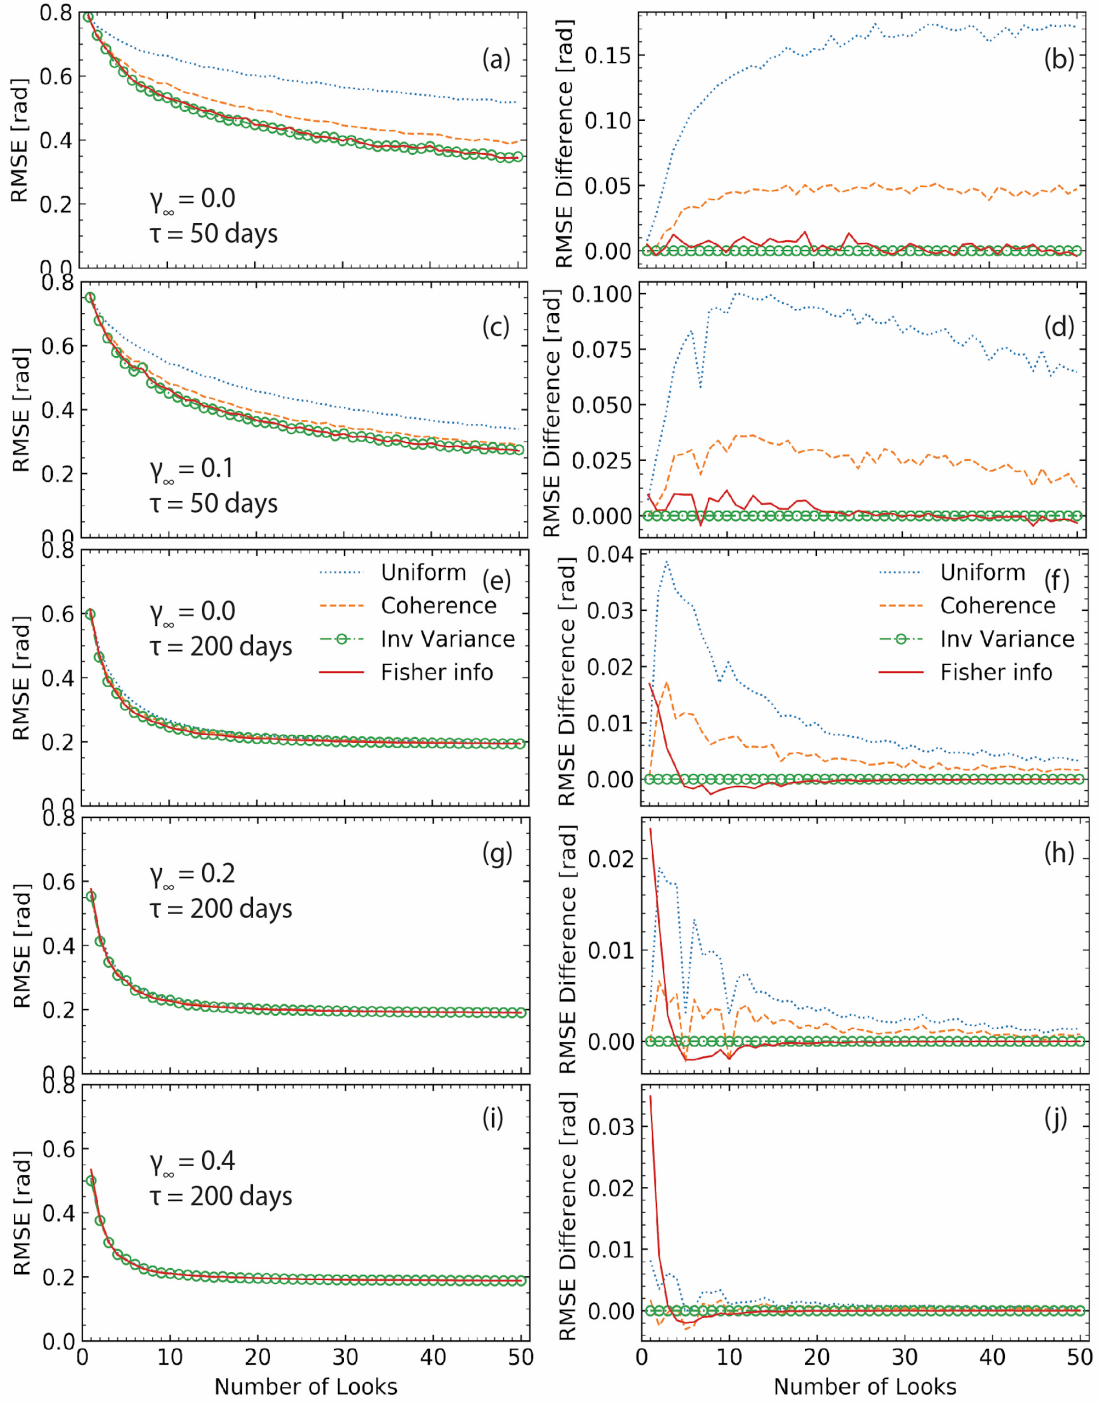 0.8
0.6
0.4
0.2
0.0
RMSE [rad]
(a)
γ∞ = 0.0
τ = 50 days
0.15
0.10
0.05
0.00
RMSE Difference [rad]
(b)
0.8
0.6
0.4
0.2
0.0
RMSE [rad]
(c)
γ∞ = 0.1
τ = 50 days
0.100
0.075
0.050
0.025
0.000
RMSE Difference [rad]
(d)
0.8
0.6
0.4
0.2
0.0
RMSE [rad]
γ∞ = 0.0
τ = 200 days
Uniform
Coherence
Inv Variance
Fisher info
(e)
0.04
0.03
0.02
0.01
0.00
RMSE Difference [rad]
Uniform
Coherence
Inv Variance
Fisher info
(f)
0.8
0.6
0.4
0.2
0.0
RMSE [rad]
(g)
γ∞ = 0.2
τ = 200 days
0.02
0.01
0.00
RMSE Difference [rad]
(h)
0.8
0.6
0.4
0.2
0.0
RMSE [rad]
(i)
γ∞ = 0.4
τ = 200 days
0 10 20 30 40 50
Number of Looks
0.03
0.02
0.01
0.00
RMSE Difference [rad]
(j)
0 10 20 30 40 50
Number of Looks